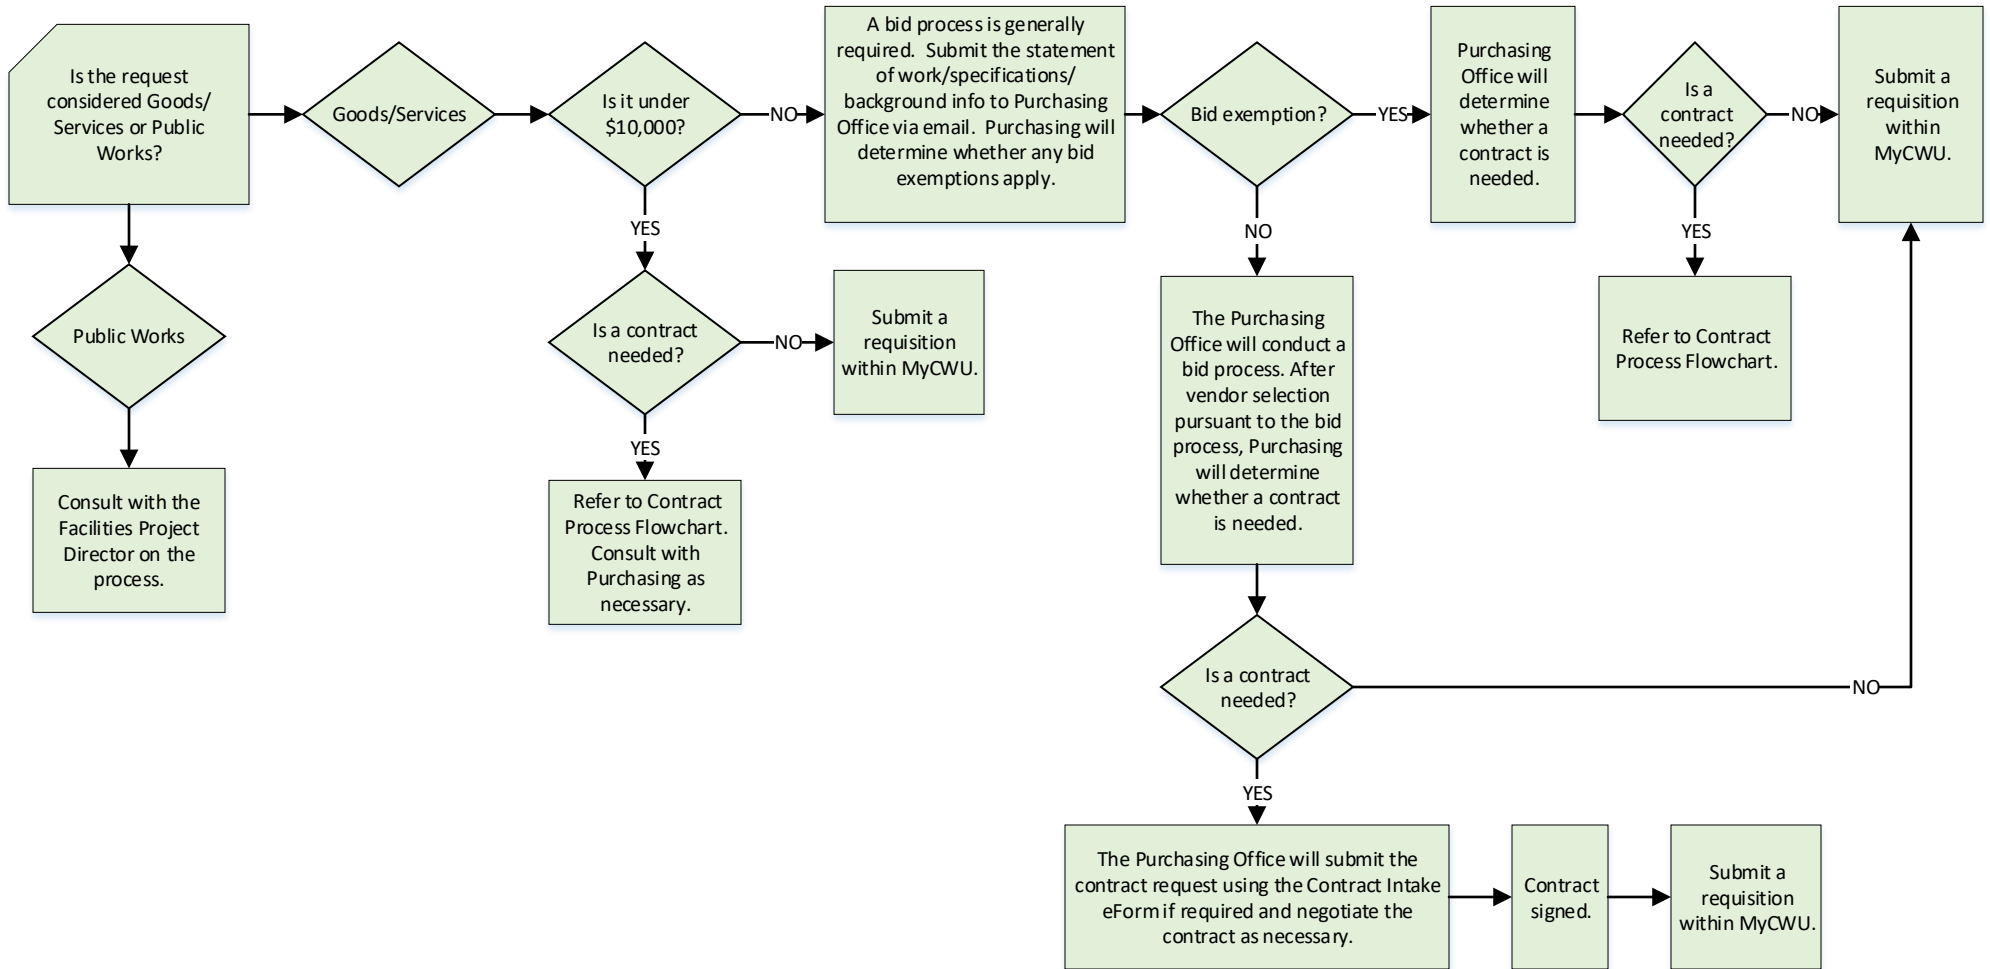 Is the request
considered Goods/
Services or Public
Works?
Goods/Services
Is it under
$10,000?
NO
A bid process is generally
required. Submit the statement
of work/specifications/
background info to Purchasing
Office via email. Purchasing will
determine whether any bid
exemptions apply.
Bid exemption?
YES
Purchasing
Office will
determine
whether a
contract is
needed.
Is a
contract
needed?
NO
Submit a
requisition
within
MyCWU.
YES
NO
YES
Public Works
Is a contract
needed?
NO
Submit a
requisition
within MyCWU.
The Purchasing
Office will conduct a
bid process. After
vendor selection
pursuant to the bid
process, Purchasing
will determine
whether a contract
is needed.
Refer to Contract
Process Flowchart.
YES
Consult with the
Facilities Project
Director on the
process.
Refer to Contract
Process Flowchart.
Consult with
Purchasing as
necessary.
Is a contract
needed?
NO
YES
The Purchasing Office will submit the
contract request using the Contract Intake
eForm if required and negotiate the
contract as necessary.
Contract
signed.
Submit a
requisition
within MyCWU.